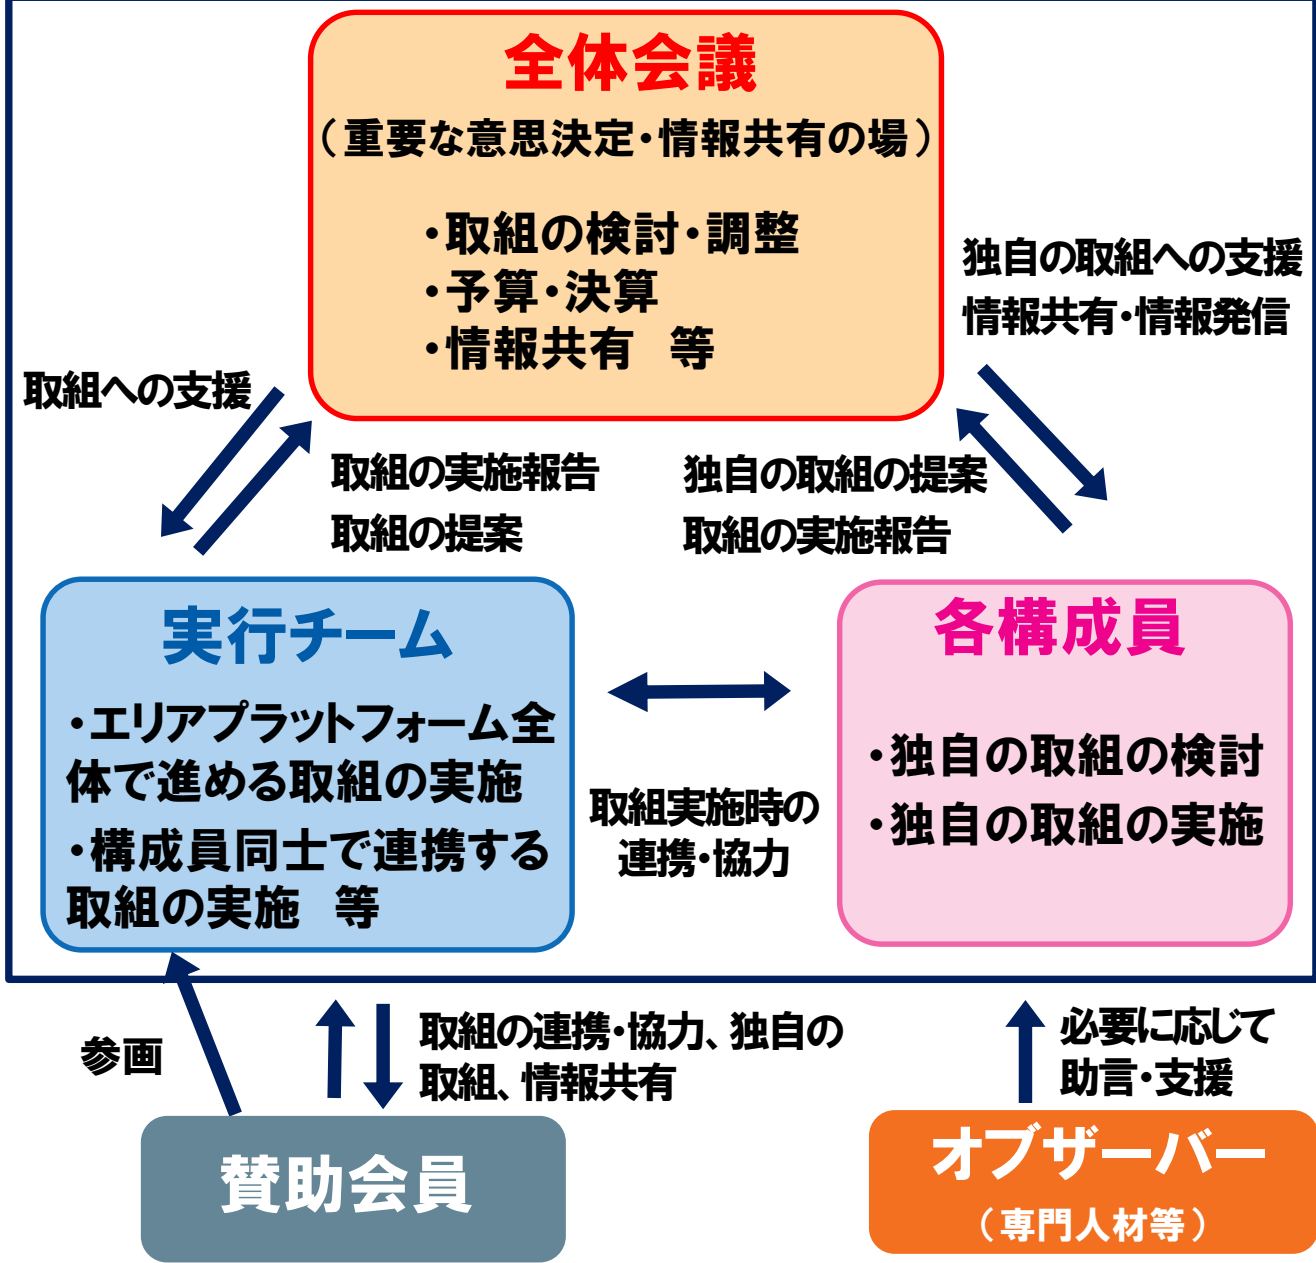 全体会議
（重要な意思決定・情報共有の場）
・取組の検討・調整
・予算・決算
・情報共有　等
独自の取組への支援
情報共有・情報発信
取組への支援
取組の実施報告
取組の提案
独自の取組の提案
取組の実施報告
実行チーム
・エリアプラットフォーム全
体で進める取組の実施
・構成員同士で連携する
取組の実施　等
取組実施時の
連携・協力
各構成員
・独自の取組の検討
・独自の取組の実施
参画
取組の連携・協力、独自の
取組、情報共有
必要に応じて
助言・支援
賛助会員
オブザーバー
（専門人材等）